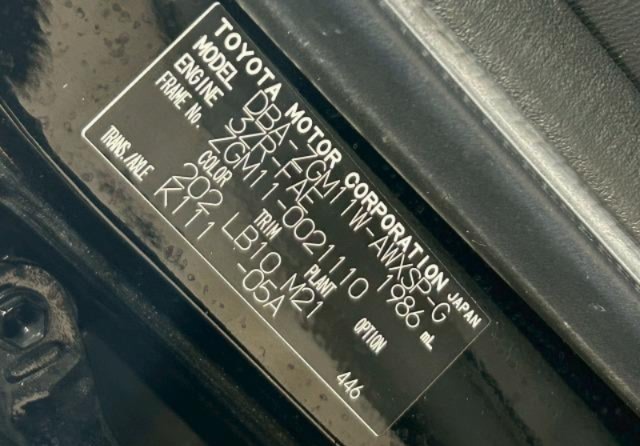 TOYOTA MOTOR CORPORATION JAPAN
MODEL DBA-ZGM11W-AWXSP-G
ENGINE 3ZR-FAE 1986 mL
FRAME No. ZGM11-0021110
COLOR TRIM PLANT OPTION
202 LB10 M21
TRANS./AXLE K111 -05A 446